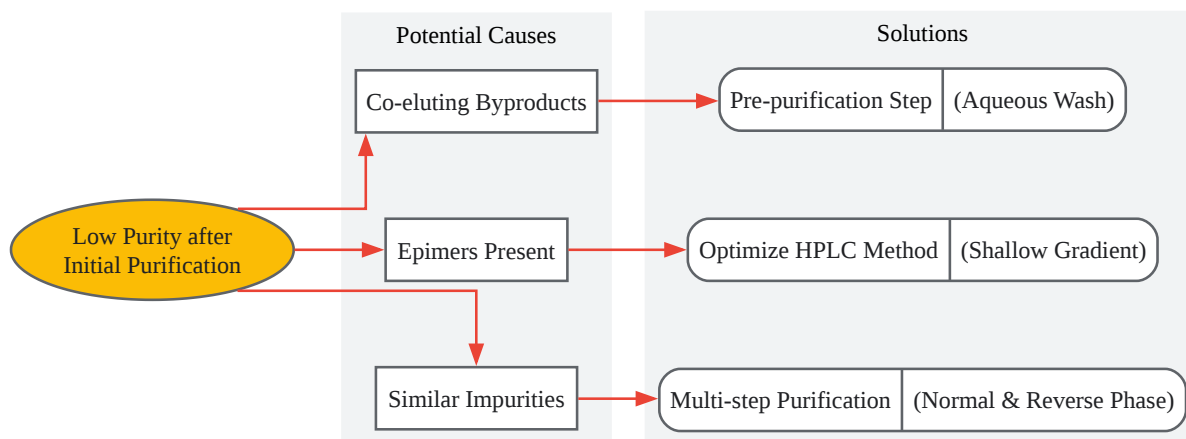 Potential Causes
Solutions
Co-eluting Byproducts
Pre-purification Step
(Aqueous Wash)
Low Purity after
Initial Purification
Epimers Present
Optimize HPLC Method
(Shallow Gradient)
Similar Impurities
Multi-step Purification
(Normal & Reverse Phase)